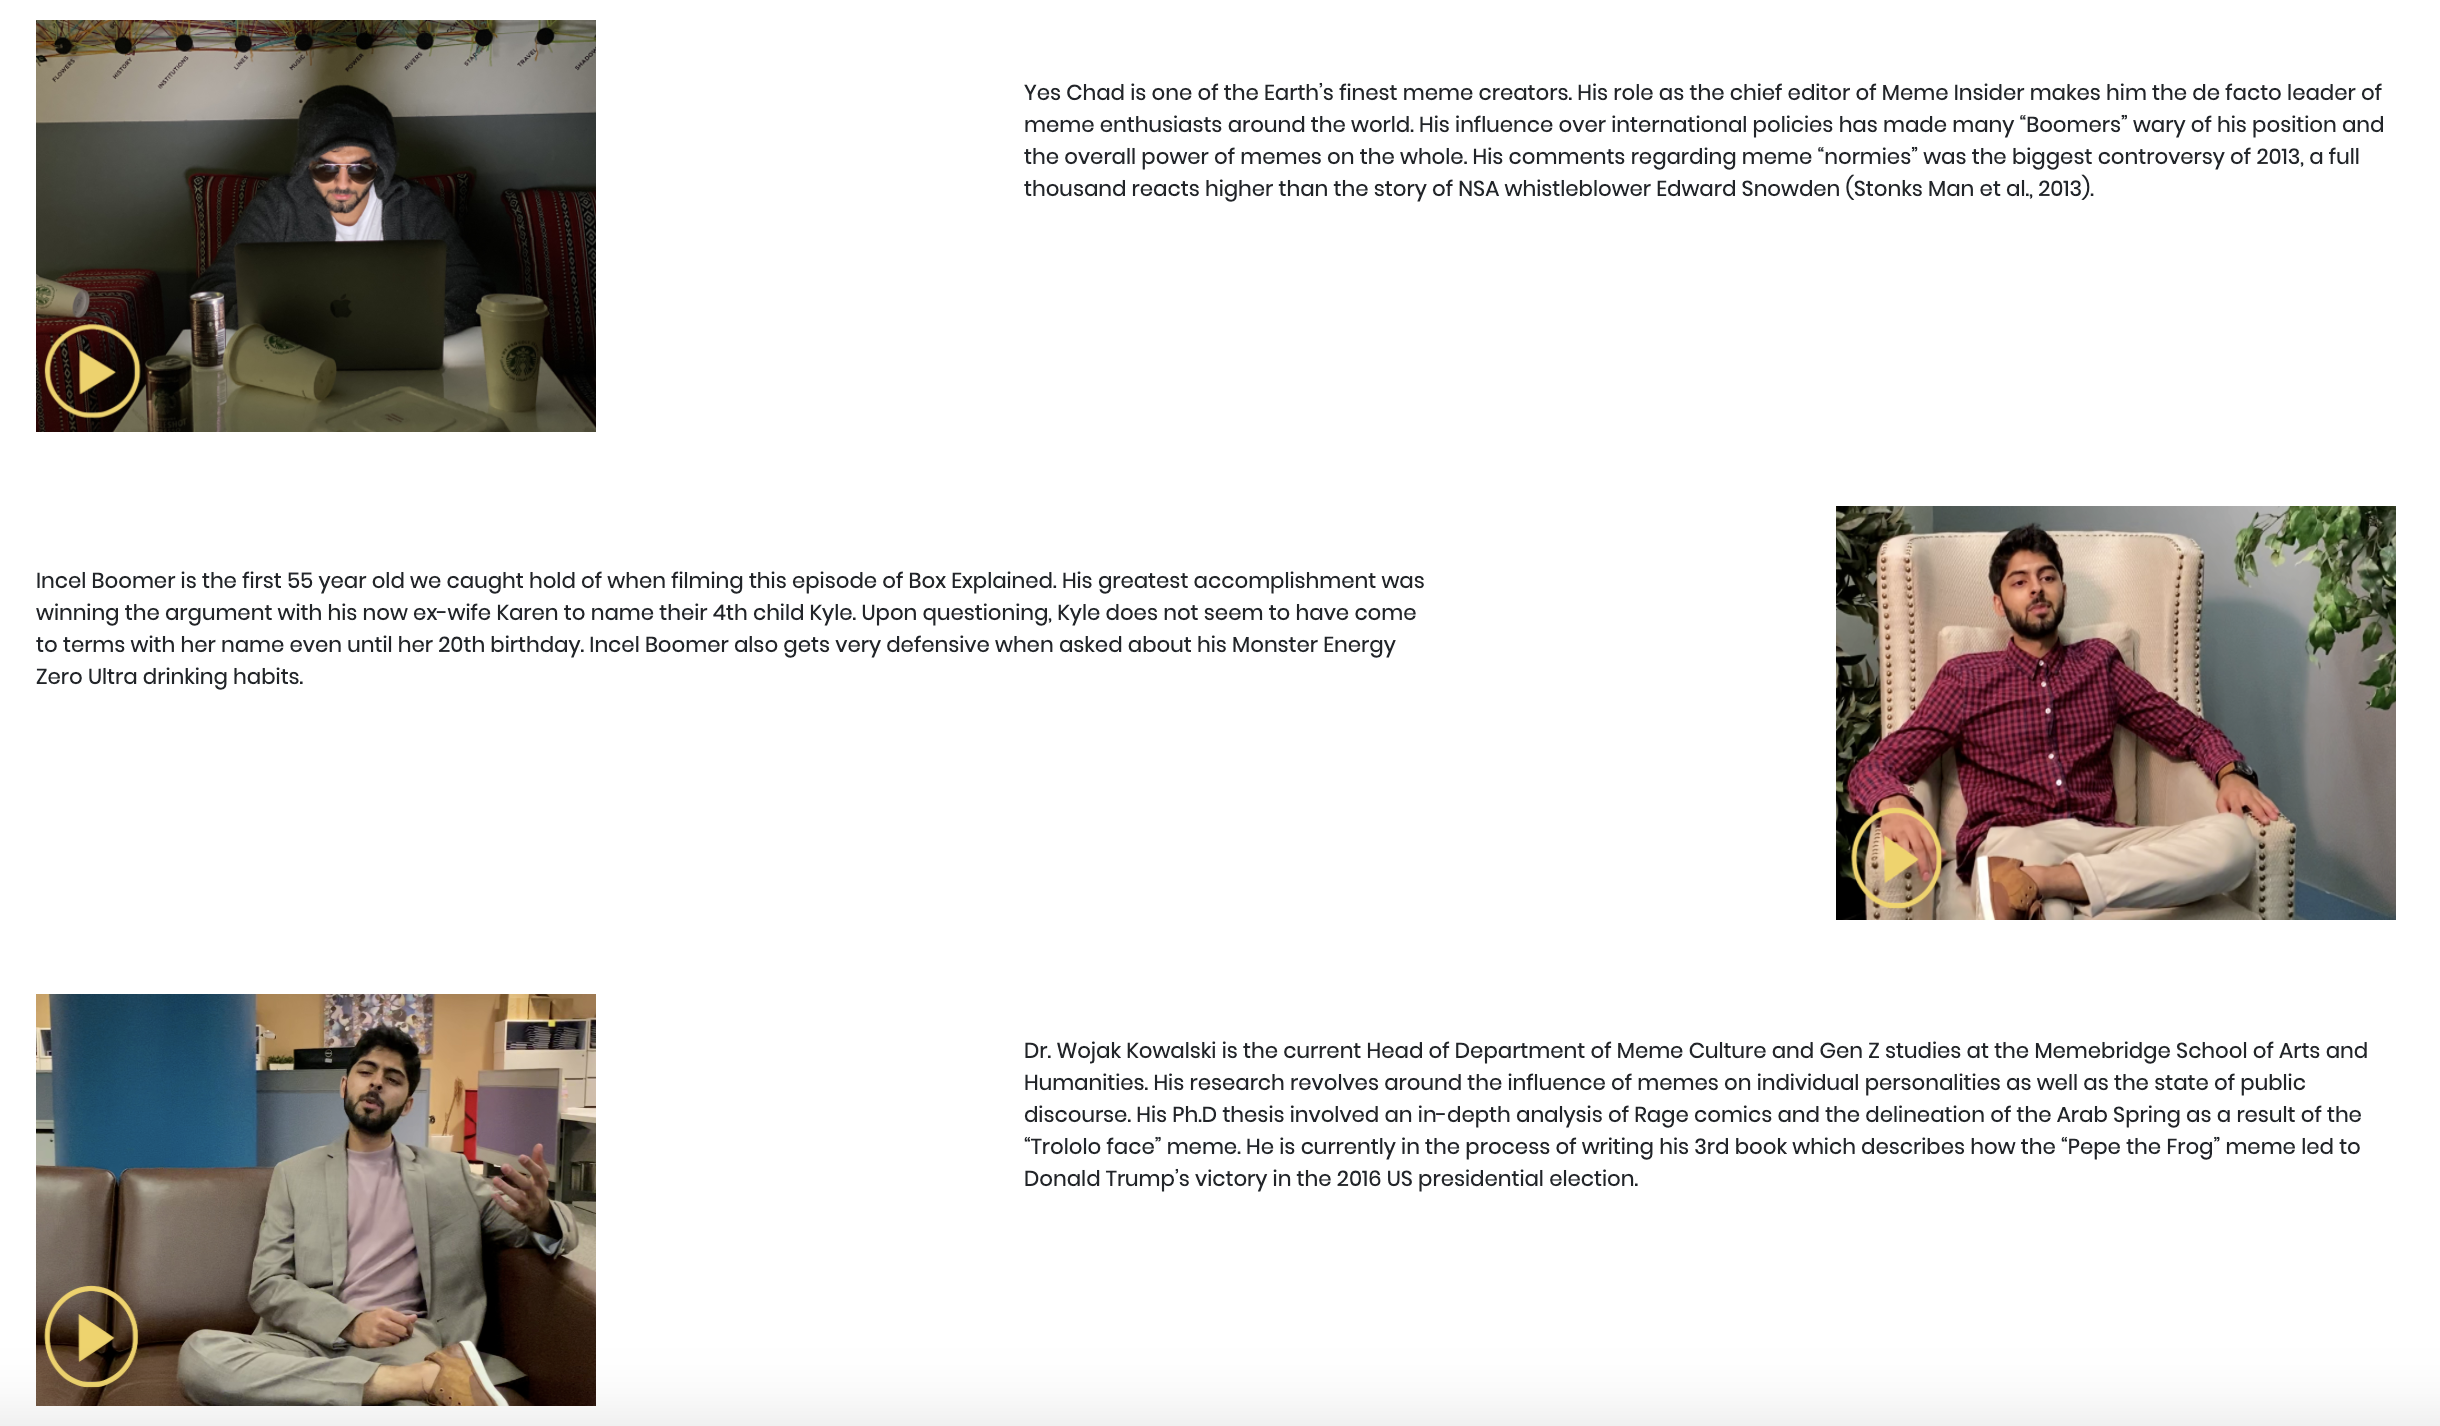 FLOWERS
HISTORY
INSTITUTIONS
LINES
MUSIC
POWER
RIVERS
TRAVEL
Yes Chad is one of the Earth’s finest meme creators. His role as the chief editor of Meme Insider makes him the de facto leader of
meme enthusiasts around the world. His influence over international policies has made many “Boomers” wary of his position and
the overall power of memes on the whole. His comments regarding meme “normies” was the biggest controversy of 2013, a full
thousand reacts higher than the story of NSA whistleblower Edward Snowden (Stonks Man et al., 2013).
Incel Boomer is the first 55 year old we caught hold of when filming this episode of Box Explained. His greatest accomplishment was
winning the argument with his now ex-wife Karen to name their 4th child Kyle. Upon questioning, Kyle does not seem to have come
to terms with her name even until her 20th birthday. Incel Boomer also gets very defensive when asked about his Monster Energy
Zero Ultra drinking habits.
Dr. Wojak Kowalski is the current Head of Department of Meme Culture and Gen Z studies at the Memebridge School of Arts and
Humanities. His research revolves around the influence of memes on individual personalities as well as the state of public
discourse. His Ph.D thesis involved an in-depth analysis of Rage comics and the delineation of the Arab Spring as a result of the
“Trololo face” meme. He is currently in the process of writing his 3rd book which describes how the “Pepe the Frog” meme led to
Donald Trump’s victory in the 2016 US presidential election.